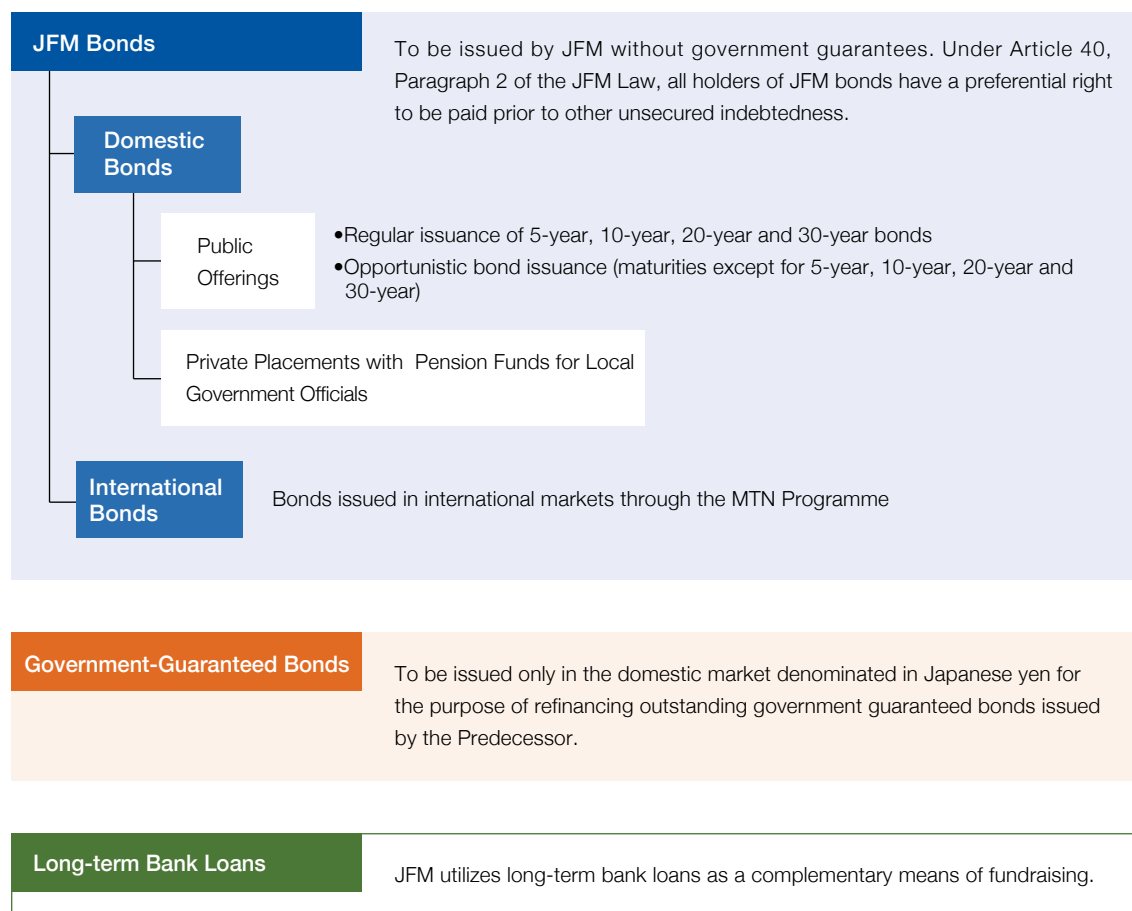 JFM Bonds
To be issued by JFM without government guarantees. Under Article 40,
Paragraph 2 of the JFM Law, all holders of JFM bonds have a preferential right
to be paid prior to other unsecured indebtedness.
Domestic
Bonds
Public
Offerings
•Regular issuance of 5-year, 10-year, 20-year and 30-year bonds
•Opportunistic bond issuance (maturities except for 5-year, 10-year, 20-year and
30-year)
Private Placements with Pension Funds for Local
Government Officials
International
Bonds
Bonds issued in international markets through the MTN Programme
Government-Guaranteed Bonds
To be issued only in the domestic market denominated in Japanese yen for
the purpose of refinancing outstanding government guaranteed bonds issued
by the Predecessor.
Long-term Bank Loans
JFM utilizes long-term bank loans as a complementary means of fundraising.